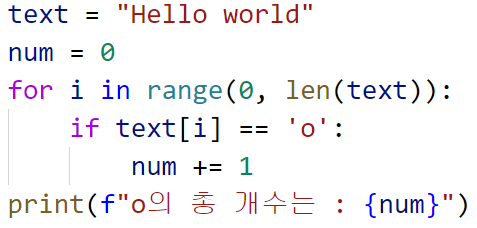 text = "Hello world"
num = 0
for i in range(0, len(text)):
    if text[i] == 'o':
        num += 1
print(f"o의 총 개수는 : {num}")